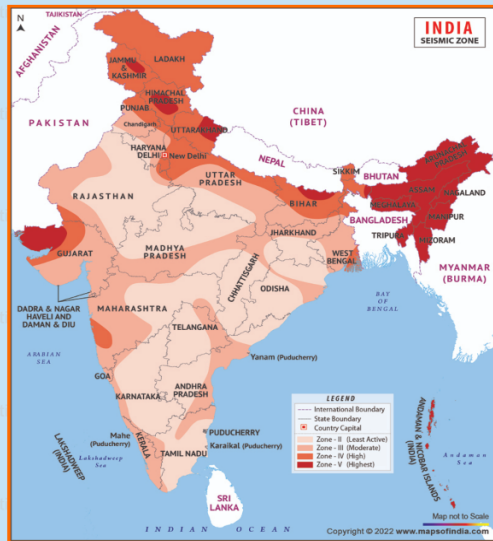 TAJIKISTAN
N
INDIA
SEISMIC ZONE
AFGHANISTAN
JAMMU
&
KASHMIR
LADAKH
HIMACHAL
PRADESH
PUNJAB
Chandigarh
UTTARAKHAND
PAKISTAN
CHINA
(TIBET)
HARYANA
DELHI
New Delhi
NEPAL
UTTAR
PRADESH
RAJASTHAN
SIKKIM
BHUTAN
ARUNACHAL
PRADESH
ASSAM
NAGALAND
MEGHALAYA
BIHAR
BANGLADESH
MANIPUR
TRIPURA
MIZORAM
JHARKHAND
WEST
BENGAL
GUJARAT
MADHYA
PRADESH
CHHATTISGARH
ODISHA
MYANMAR
(BURMA)
DADRA & NAGAR
HAVELI AND
DAMAN & DIU
MAHARASHTRA
BAY
OF
BENGAL
TELANGANA
ARABIAN
SEA
Yanam (Puducherry)
GOA
ANDHRA
PRADESH
KARNATAKA
LEGEND
International Boundary
State Boundary
Country Capital
Zone - II (Least Active)
Zone - III (Moderate)
Zone - IV (High)
Zone - V (Highest)
PUDUCHERRY
Karaikal (Puducherry)
Mahe
(Puducherry)
KERALA
TAMIL NADU
LAKSHADWEEP
(INDIA)
Lakshadweep
Sea
ANDAMAN & NICOBAR ISLANDS
(INDIA)
Andaman
Sea
SRI
LANKA
Map not to Scale
INDIAN OCEAN
Copyright © 2022 www.mapsofindia.com